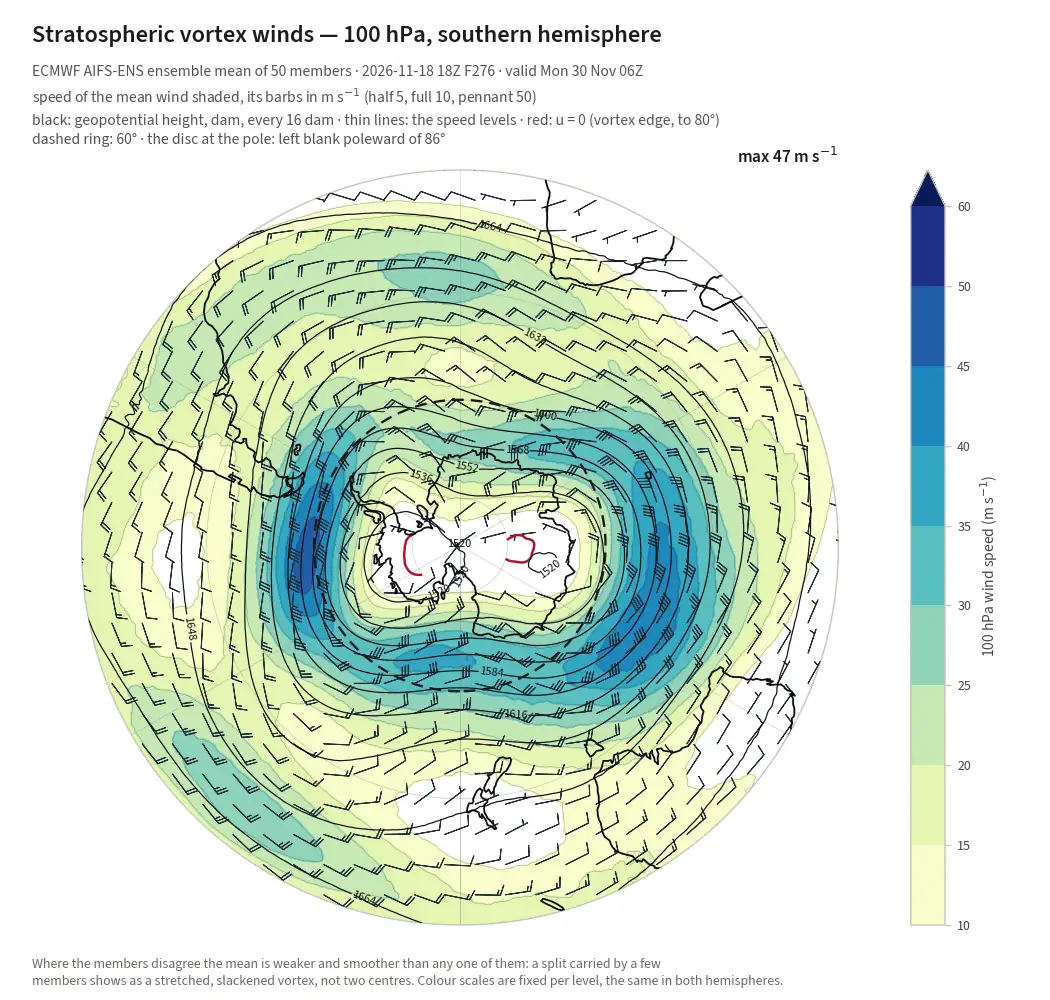 Stratospheric vortex winds — 100 hPa, southern hemisphere
ECMWF AIFS-ENS ensemble mean of 50 members · 2026-11-18 18Z F276 · valid Mon 30 Nov 06Z
speed of the mean wind shaded, its barbs in m s⁻¹ (half 5, full 10, pennant 50)
black: geopotential height, dam, every 16 dam · thin lines: the speed levels · red: u = 0 (vortex edge, to 80°)
dashed ring: 60° · the disc at the pole: left blank poleward of 86°
max 47 m s⁻¹
1664
1600
1568
1552
1536
1520
1520
1648
1584
1616
1664
60
50
45
40
35
30
25
20
15
10
100 hPa wind speed (m s⁻¹)
Where the members disagree the mean is weaker and smoother than any one of them: a split carried by a few
members shows as a stretched, slackened vortex, not two centres. Colour scales are fixed per level, the same in both hemispheres.